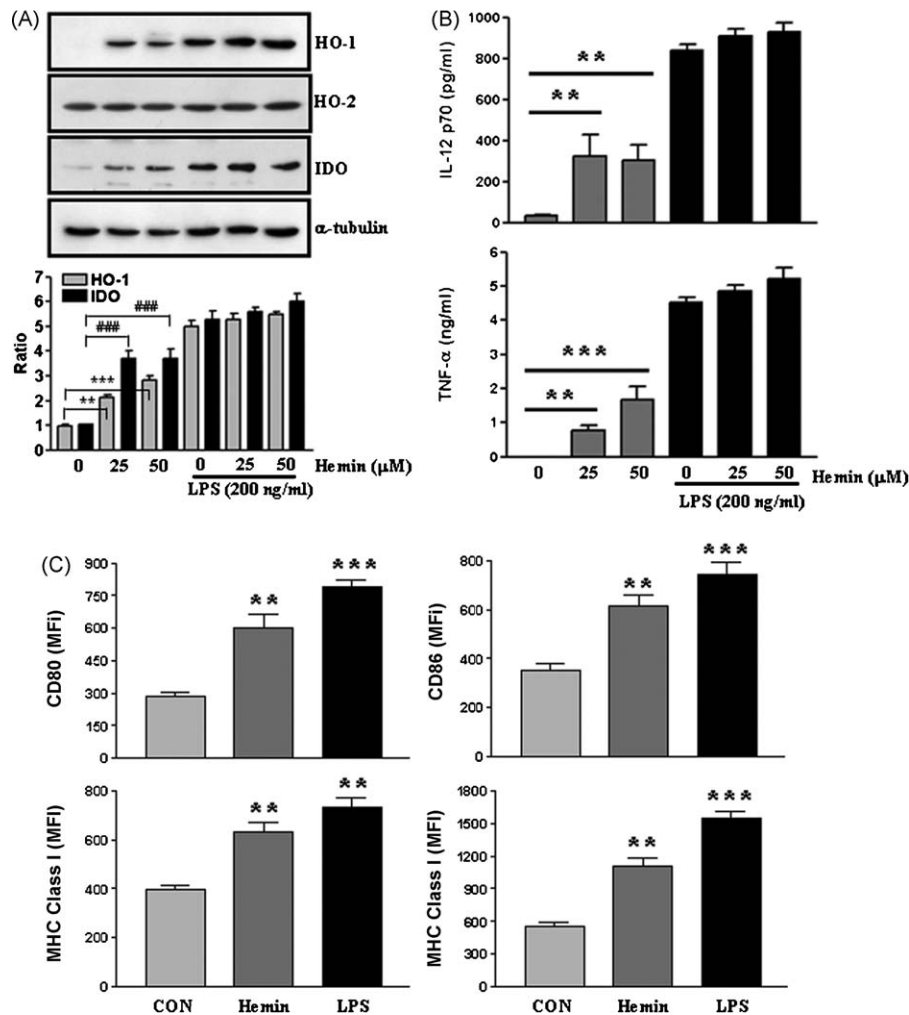 (A)
HO-1
HO-2
IDO
α-tubulin
HO-1
IDO
7
6
5
4
3
2
1
0
Ratio
###
###
***
**
0 25 50 0 25 50 Hemin (μM)
LPS (200 ng/ml)
(B)
1000
800
600
400
200
0
IL-12 p70 (pg/ml)
**
**
6
5
4
3
2
1
0
TNF-α (ng/ml)
***
**
0 25 50 0 25 50 Hemin (μM)
LPS (200 ng/ml)
(C)
900
750
600
450
300
150
0
CD80 (MFi)
** ***
800
600
400
200
0
CD86 (MFi)
** ***
800
600
400
200
0
MHC Class I (MFI)
** **
CON Hemin LPS
1500
1200
900
600
300
0
MHC Class I (MFI)
** ***
CON Hemin LPS